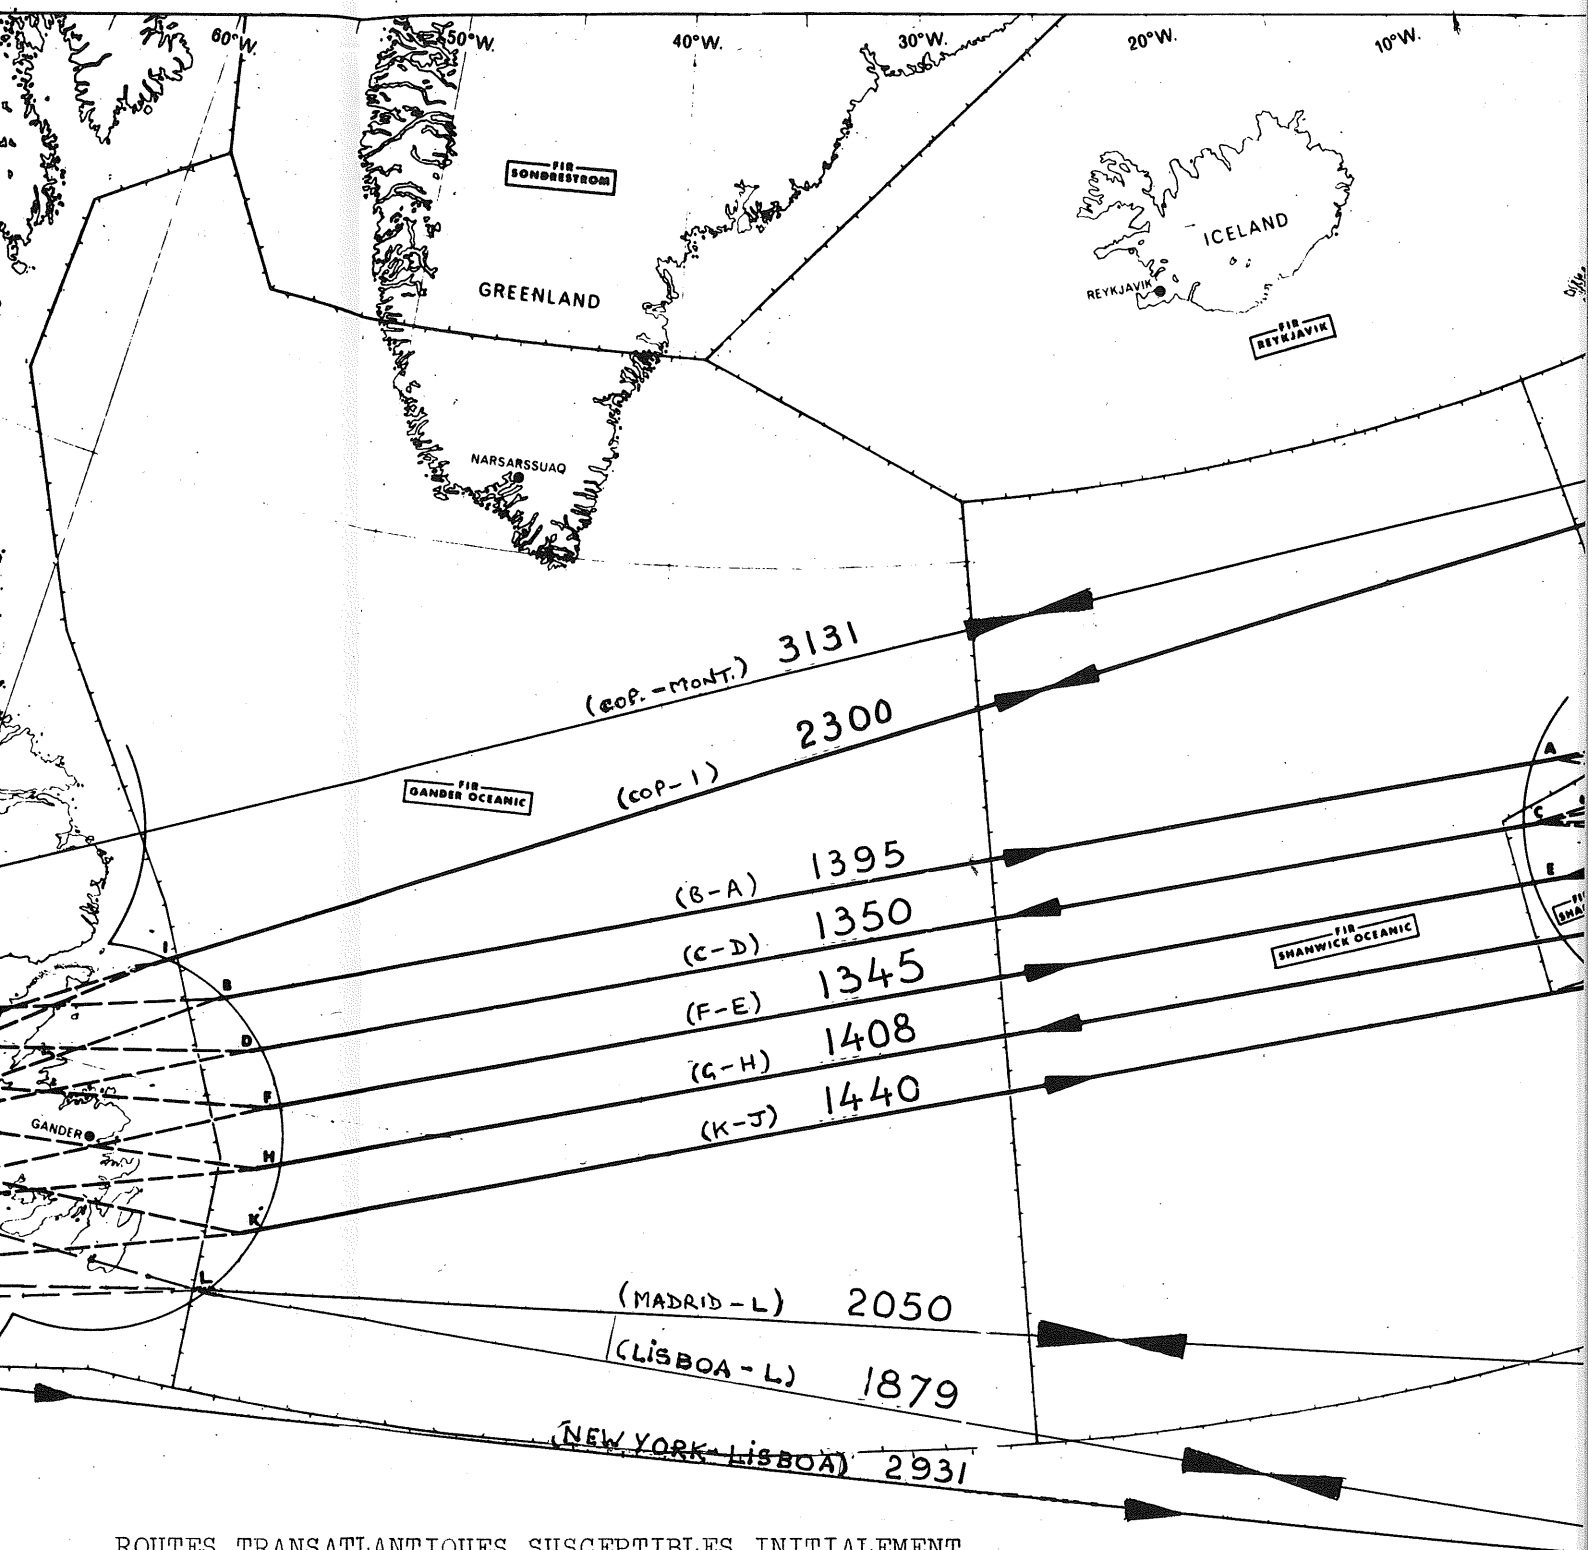 60°W.
50°W.
40°W.
30°W.
20°W.
10°W.
FIR
SONDRESTROM
ICELAND
GREENLAND
REYKJAVIK
FIR
REYKJAVIK
NARSARSSUAQ
(COP.-MONT.) 3131
(COP-I) 2300
FIR
GANDER OCEANIC
A
(B-A) 1395
C
(C-D) 1350
E
FIR
SHANWICK OCEANIC
I
(F-E) 1345
B
(G-H) 1408
D
(K-J) 1440
F
GANDER
H
K
L
(MADRID-L) 2050
(LiSBOA-L) 1879
(NEW YORK-LiSBOA) 2931
ROUTES TRANSATLANTIQUES SUSCEPTIBLES INITIALEMENT